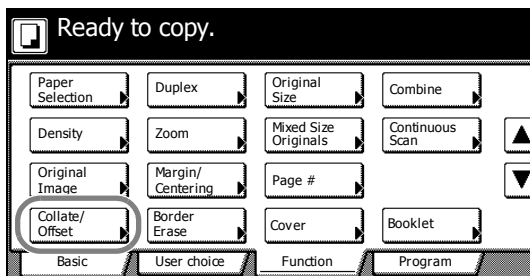 Ready to copy.
Paper
Selection
Duplex
Original
Size
Combine
Density
Zoom
Mixed Size
Originals
Continuous
Scan
Original
Image
Margin/
Centering
Page #
Collate/
Offset
Border
Erase
Cover
Booklet
Basic
User choice
Function
Program